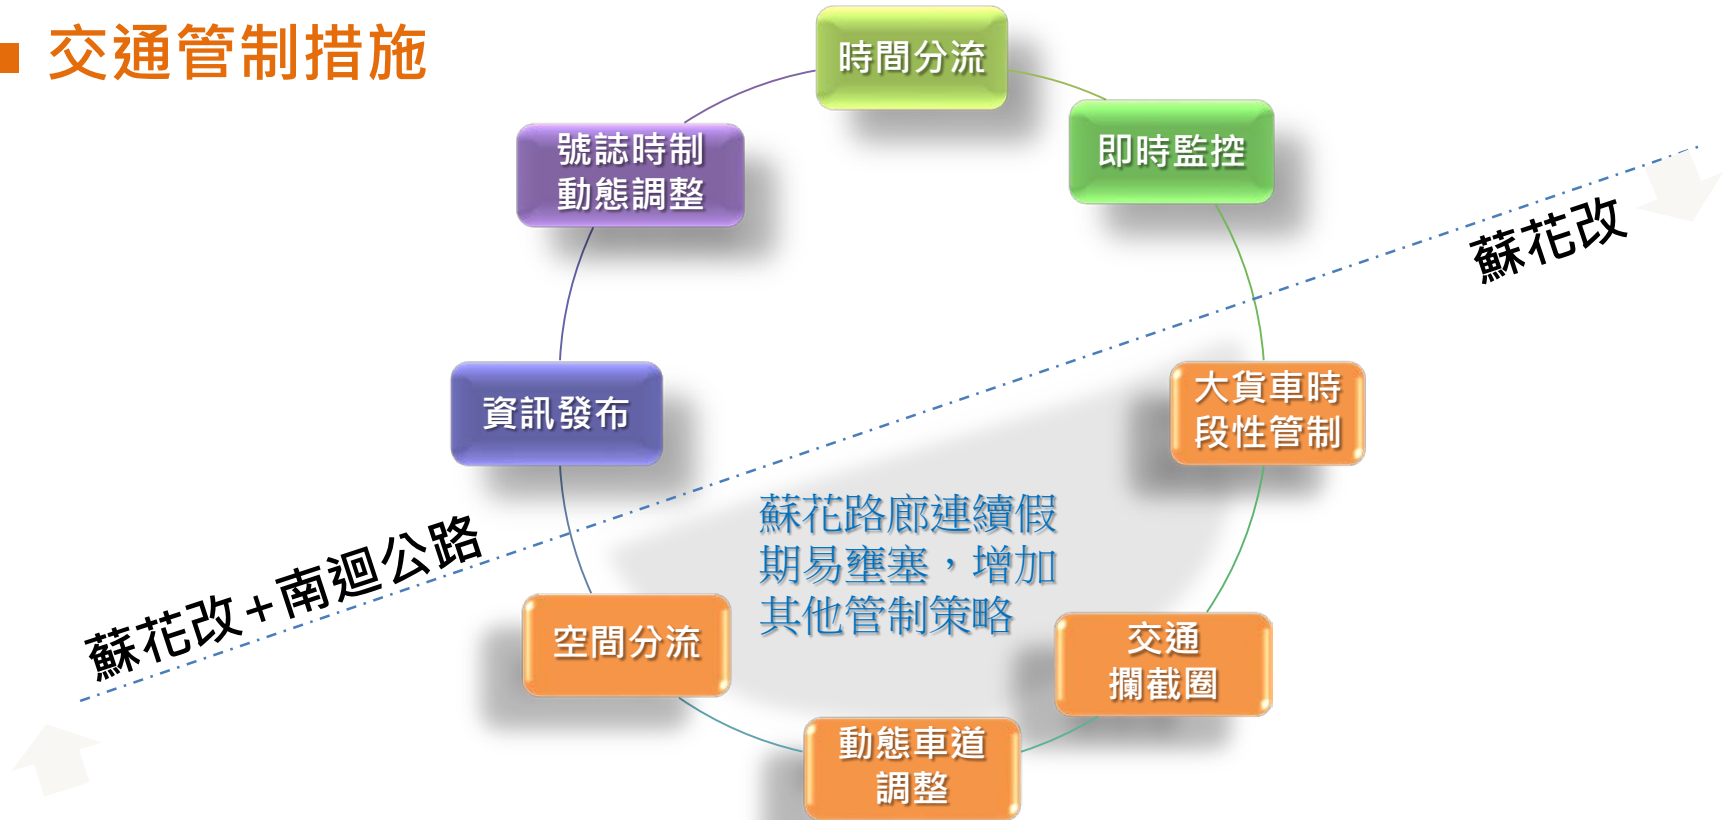 交通管制措施
時間分流
即時監控
號誌時制
動態調整
蘇花改
大貨車時
段性管制
資訊發布
蘇花路廊連續假
期易壅塞，增加
其他管制策略
蘇花改+南迴公路
空間分流
交通
攔截圈
動態車道
調整